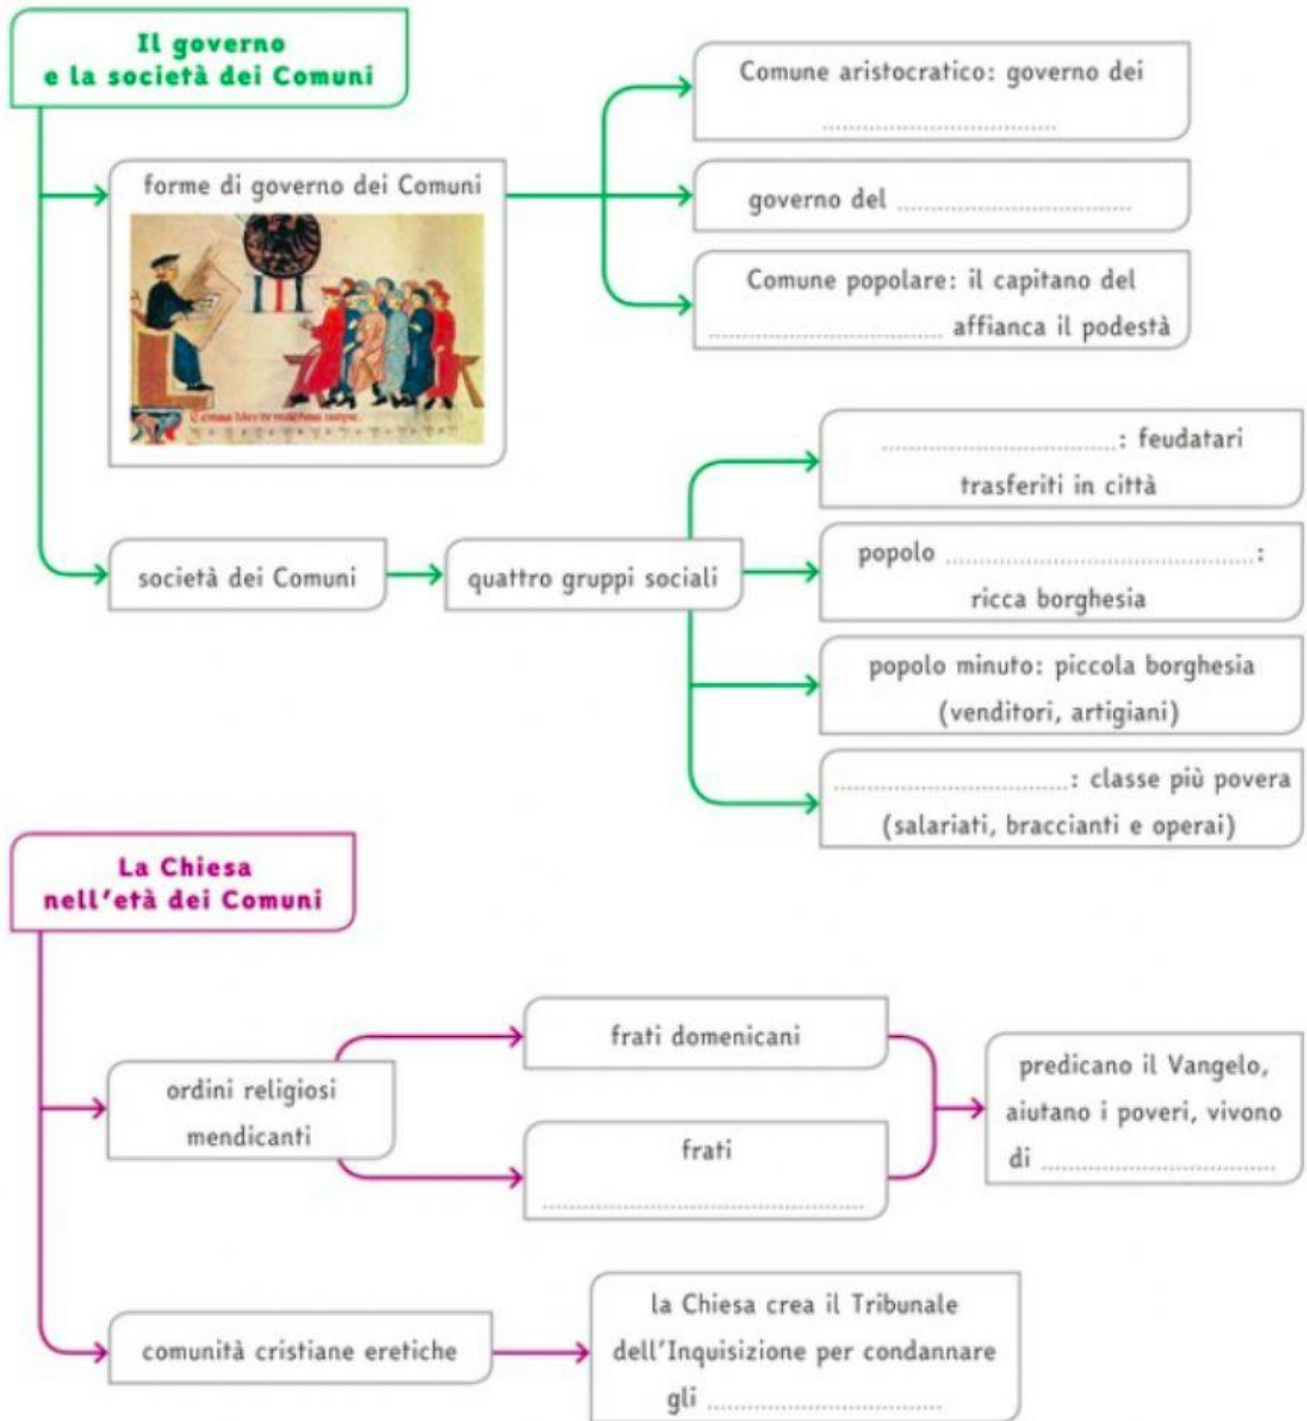 Il governo
e la società dei Comuni
forme di governo dei Comuni
Comune aristocratico: governo dei
................................
governo del ................................
Comune popolare: il capitano del
................................ affianca il podestà
società dei Comuni
quattro gruppi sociali
................................: feudatari
trasferiti in città
popolo ................................:
ricca borghesia
popolo minuto: piccola borghesia
(venditori, artigiani)
................................: classe più povera
(salariati, braccianti e operai)
La Chiesa
nell'età dei Comuni
ordini religiosi
mendicanti
frati domenicani
frati
................................
predicano il Vangelo,
aiutano i poveri, vivono
di ................................
comunità cristiane eretiche
la Chiesa crea il Tribunale
dell'Inquisizione per condannare
gli ................................